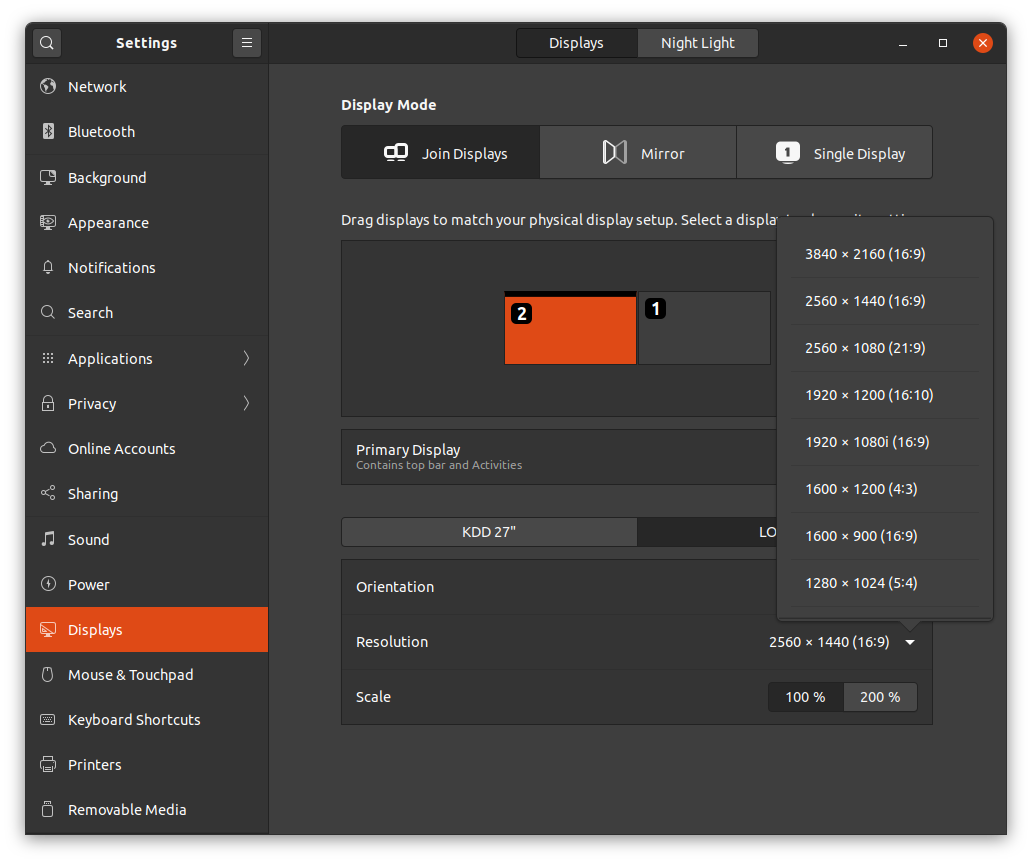 Settings
Displays
Night Light
Network
Bluetooth
Background
Appearance
Notifications
Search
Applications
Privacy
Online Accounts
Sharing
Sound
Power
Displays
Mouse & Touchpad
Keyboard Shortcuts
Printers
Removable Media
Display Mode
Join Displays
Mirror
1
Single Display
Drag displays to match your physical display setup. Select a display
2
1
Primary Display
Contains top bar and Activities
KDD 27"
LO
Orientation
Resolution
2560 × 1440 (16:9)
Scale
100 %
200 %
3840 × 2160 (16:9)
2560 × 1440 (16:9)
2560 × 1080 (21:9)
1920 × 1200 (16:10)
1920 × 1080i (16:9)
1600 × 1200 (4:3)
1600 × 900 (16:9)
1280 × 1024 (5:4)